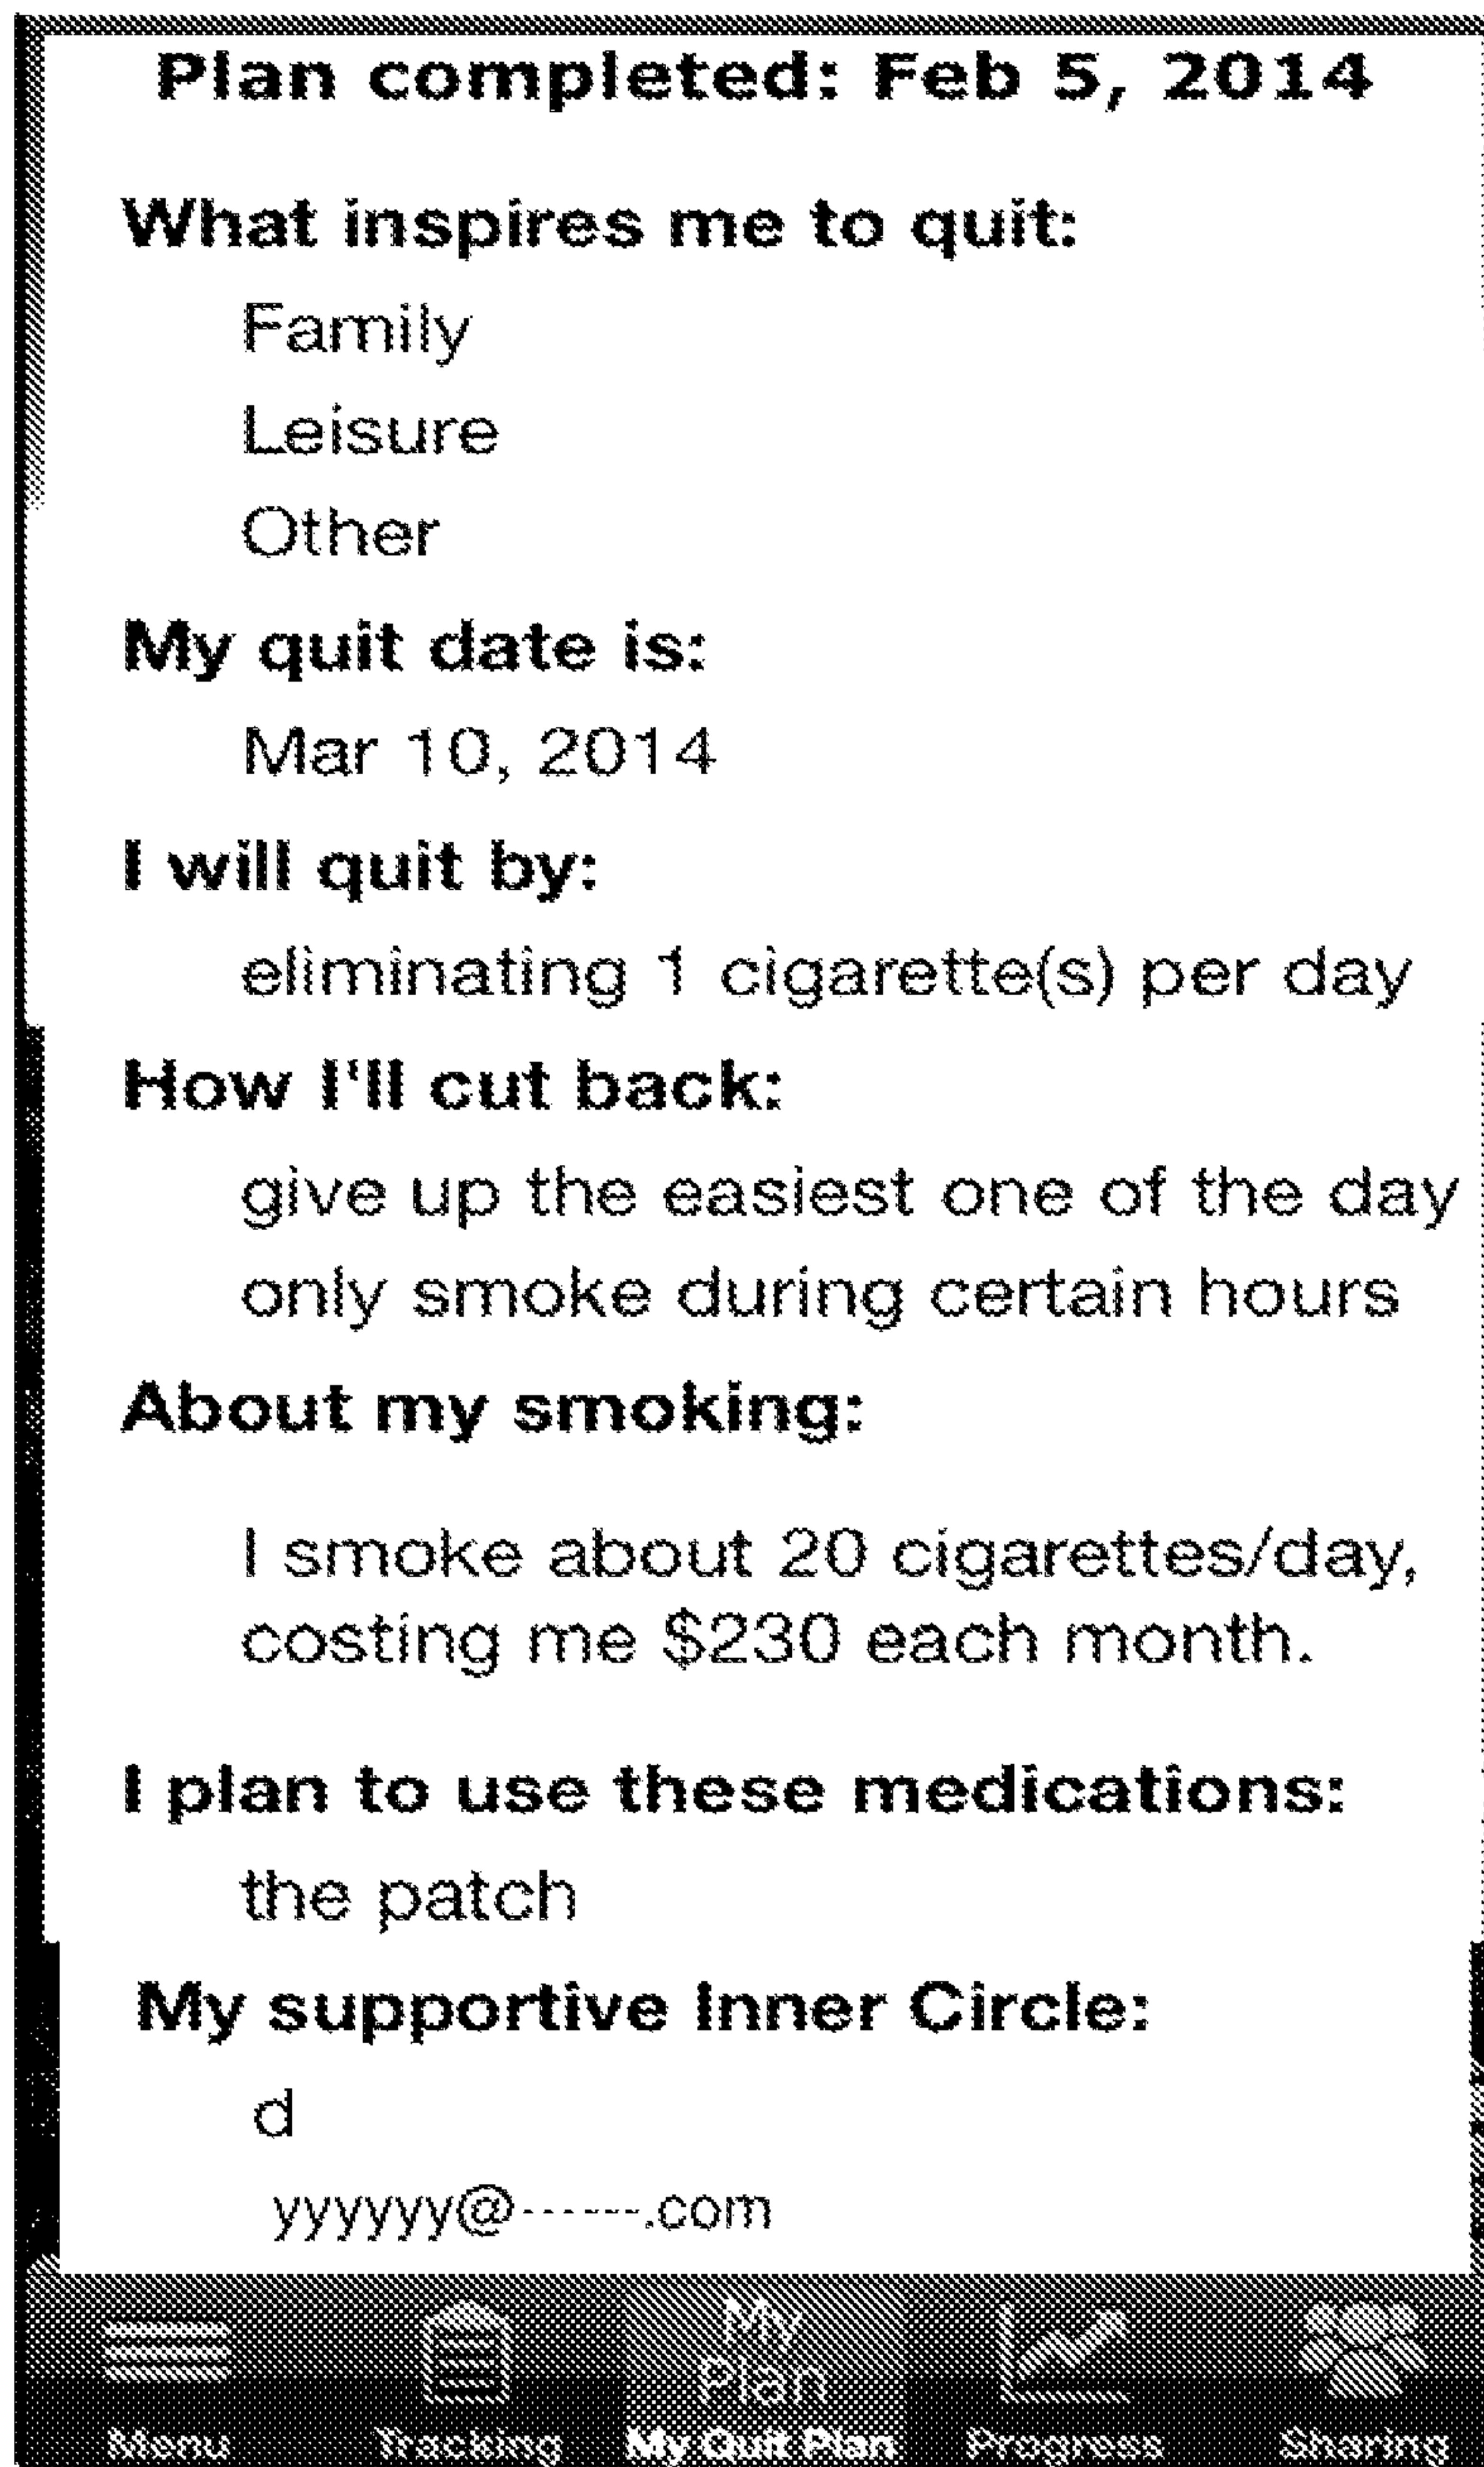 Plan completed: Feb 5, 2014
What inspires me to quit:
Family
Leisure
Other
My quit date is:
Mar 10, 2014
I will quit by:
eliminating 1 cigarette(s) per day
How I'll cut back:
give up the easiest one of the day
only smoke during certain hours
About my smoking:
I smoke about 20 cigarettes/day,
costing me $230 each month.
I plan to use these medications:
the patch
My supportive Inner Circle:
d
yyyyyy@------.com
My
Plan
Menu Tracking My Quit Plan Progress Sharing